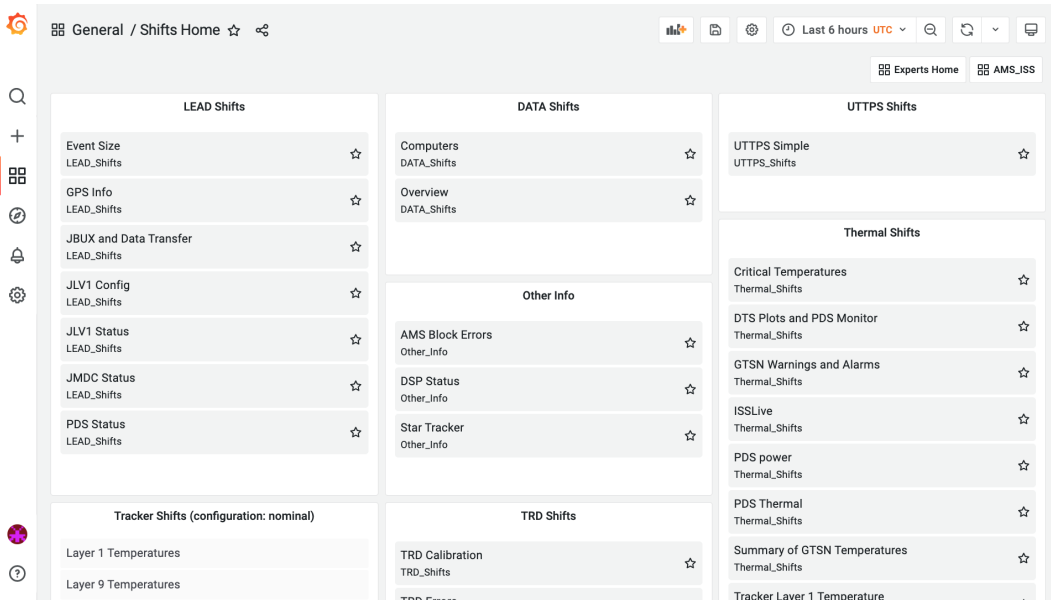 General / Shifts Home
Last 6 hours UTC
Experts Home
AMS_ISS
LEAD Shifts
Event Size
LEAD_Shifts
GPS Info
LEAD_Shifts
JBUX and Data Transfer
LEAD_Shifts
JLV1 Config
LEAD_Shifts
JLV1 Status
LEAD_Shifts
JMDC Status
LEAD_Shifts
PDS Status
LEAD_Shifts
DATA Shifts
Computers
DATA_Shifts
Overview
DATA_Shifts
Other Info
AMS Block Errors
Other_Info
DSP Status
Other_Info
Star Tracker
Other_Info
UTTPS Shifts
UTTPS Simple
UTTPS_Shifts
Thermal Shifts
Critical Temperatures
Thermal_Shifts
DTS Plots and PDS Monitor
Thermal_Shifts
GTSN Warnings and Alarms
Thermal_Shifts
ISSLive
Thermal_Shifts
PDS power
Thermal_Shifts
PDS Thermal
Thermal_Shifts
Summary of GTSN Temperatures
Thermal_Shifts
Tracker Layer 1 Temperature
Tracker Shifts (configuration: nominal)
Layer 1 Temperatures
Layer 9 Temperatures
TRD Shifts
TRD Calibration
TRD_Shifts
TRD Errors